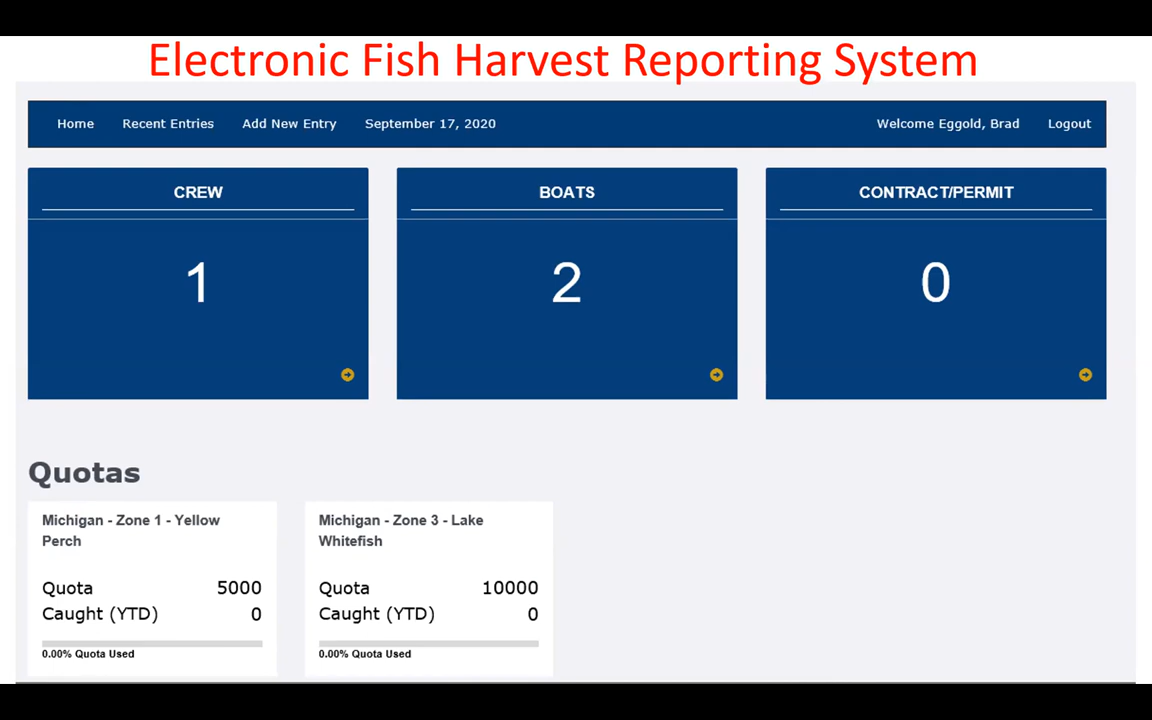 Electronic Fish Harvest Reporting System
Home Recent Entries Add New Entry September 17, 2020 Welcome Eggold, Brad Logout
CREW BOATS CONTRACT/PERMIT
1 2 0
Quotas
Michigan - Zone 1 - Yellow
Perch
Quota 5000
Caught (YTD) 0
0.00% Quota Used
Michigan - Zone 3 - Lake
Whitefish
Quota 10000
Caught (YTD) 0
0.00% Quota Used